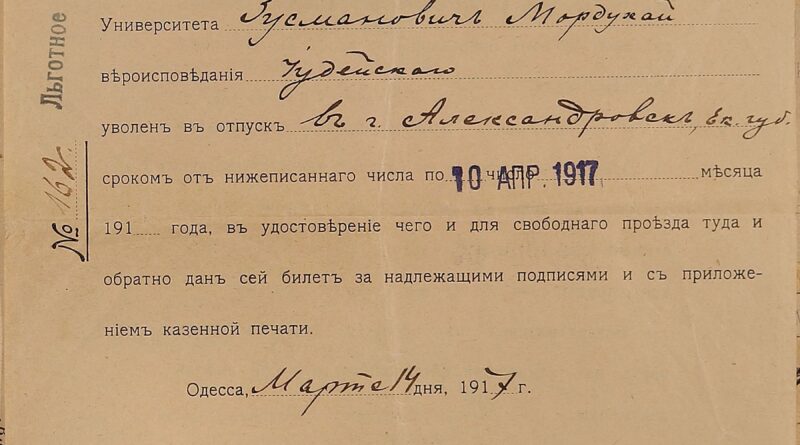 Льготное
№ 162
Университета Зусмановичъ Мордухай
вѣроисповѣданія Іудейскаго
уволенъ въ отпускъ въ г. Александровскъ, Ек. губ.
срокомъ отъ нижеписаннаго числа по 10 АПР. 1917 число мѣсяца
191 года, въ удостовѣреніе чего и для свободнаго проѣзда туда и
обратно данъ сей билетъ за надлежащими подписями и съ приложе-
ніемъ казенной печати.
Одесса, Марта 14 дня, 1917 г.